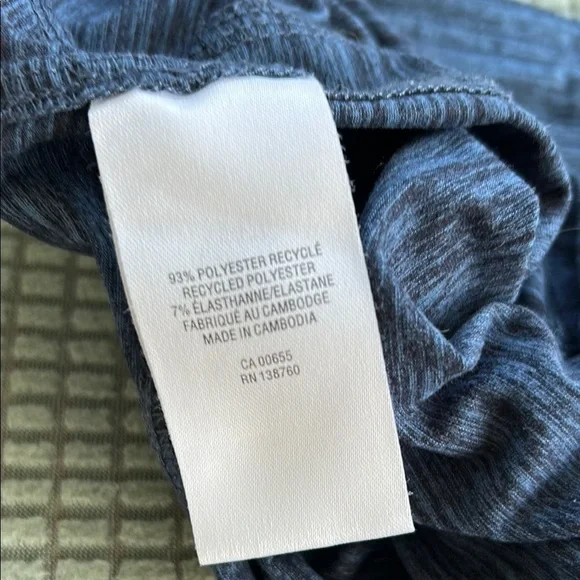 93% POLYESTER RECYCLÉ
RECYCLED POLYESTER
7% ÉLASTHANNE/ELASTANE
FABRIQUÉ AU CAMBODGE
MADE IN CAMBODIA
CA 00655
RN 138760